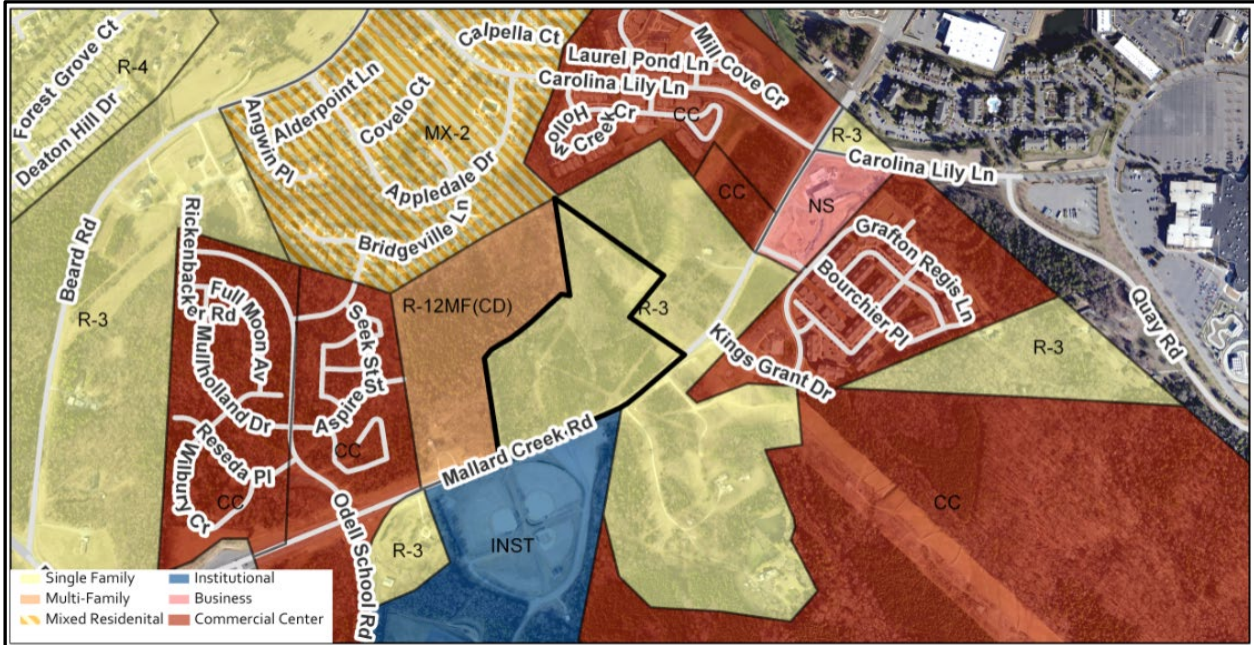 Forest Grove Ct
Deaton Hill Dr
R-4
Calpella Ct
Alderpoint Ln
Angwin Pl
Covelo Ct
MX-2
Appledale Dr
Bridgeville Ln
Laurel Pond Ln
Mill Cove Cr
Carolina Lily Ln
Hollo
w Creek
Cr
CC
CC
R-3
Carolina Lily Ln
NS
Grafton Regis Ln
Bourchier Pl
Kings Grant Dr
Quay Rd
R-3
Beard Rd
R-3
Rickenbacker
Rd
Full Moon Av
Mullholland Dr
Seek St
St
Aspire
CC
Reseda Pl
Wilbury Cr
CC
R-12MF(CD)
R-3
Mallard Creek Rd
Odell School Rd
R-3
INST
CC
Single Family
Multi-Family
Mixed Residental
Institutional
Business
Commercial Center